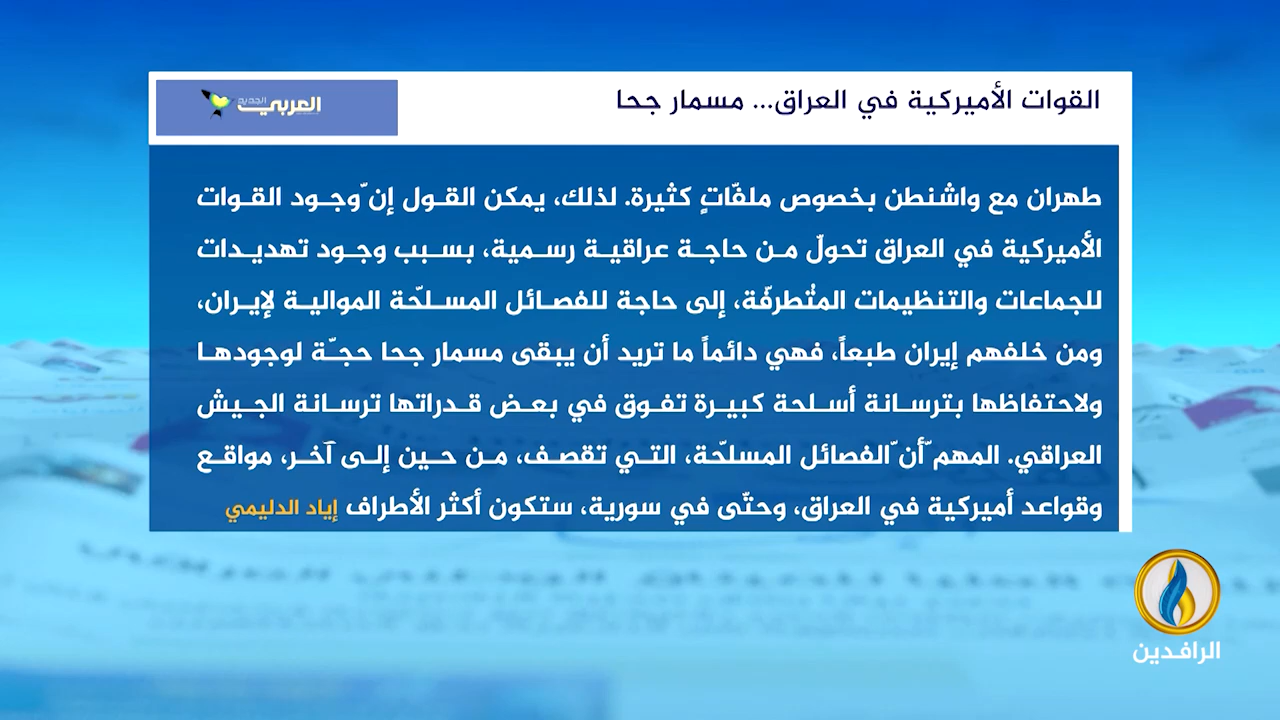 القوات الأميركية في العراق... مسمار جحا
العربي الجديد
طهران مع واشنطن بخصوص ملفّاتٍ كثيرة. لذلك، يمكن القول إنّ وجود القوات
الأميركية في العراق تحولّ من حاجة عراقية رسمية، بسبب وجود تهديدات
للجماعات والتنظيمات المتُطرفّة، إلى حاجة للفصائل المسلحّة الموالية لإيران،
ومن خلفهم إيران طبعاً، فهي دائماً ما تريد أن يبقى مسمار جحا حجّة لوجودها
ولاحتفاظها بترسانة أسلحة كبيرة تفوق في بعض قدراتها ترسانة الجيش
العراقي. المهم ّأن ّالفصائل المسلحّة، التي تقصف، من حين إلى آخر، مواقع
وقواعد أميركية في العراق، وحتّى في سورية، ستكون أكثر الأطراف إياد الدليمي
الرافدين